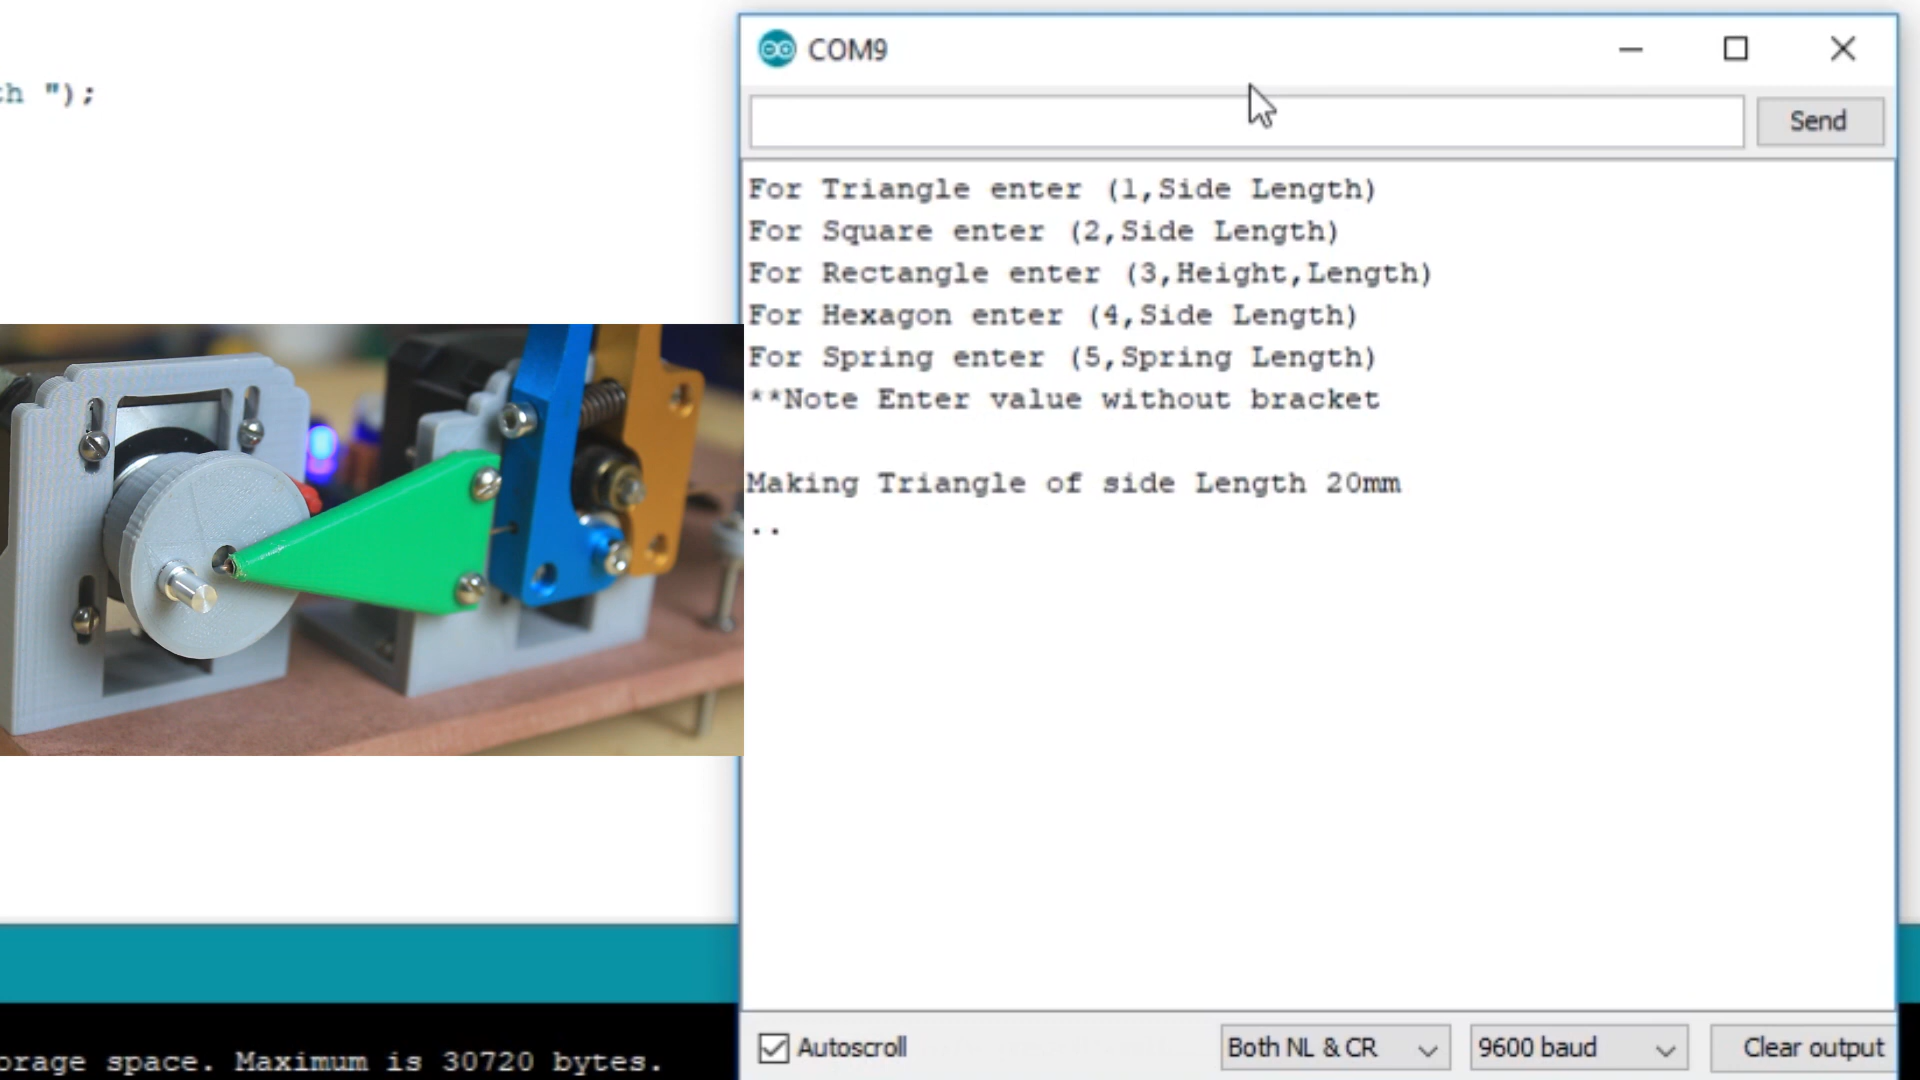 th ");
COM9
Send
For Triangle enter (1,Side Length)
For Square enter (2,Side Length)
For Rectangle enter (3,Height,Length)
For Hexagon enter (4,Side Length)
For Spring enter (5,Spring Length)
**Note Enter value without bracket
Making Triangle of side Length 20mm
..
orage space. Maximum is 30720 bytes.
Autoscroll
Both NL & CR
9600 baud
Clear output